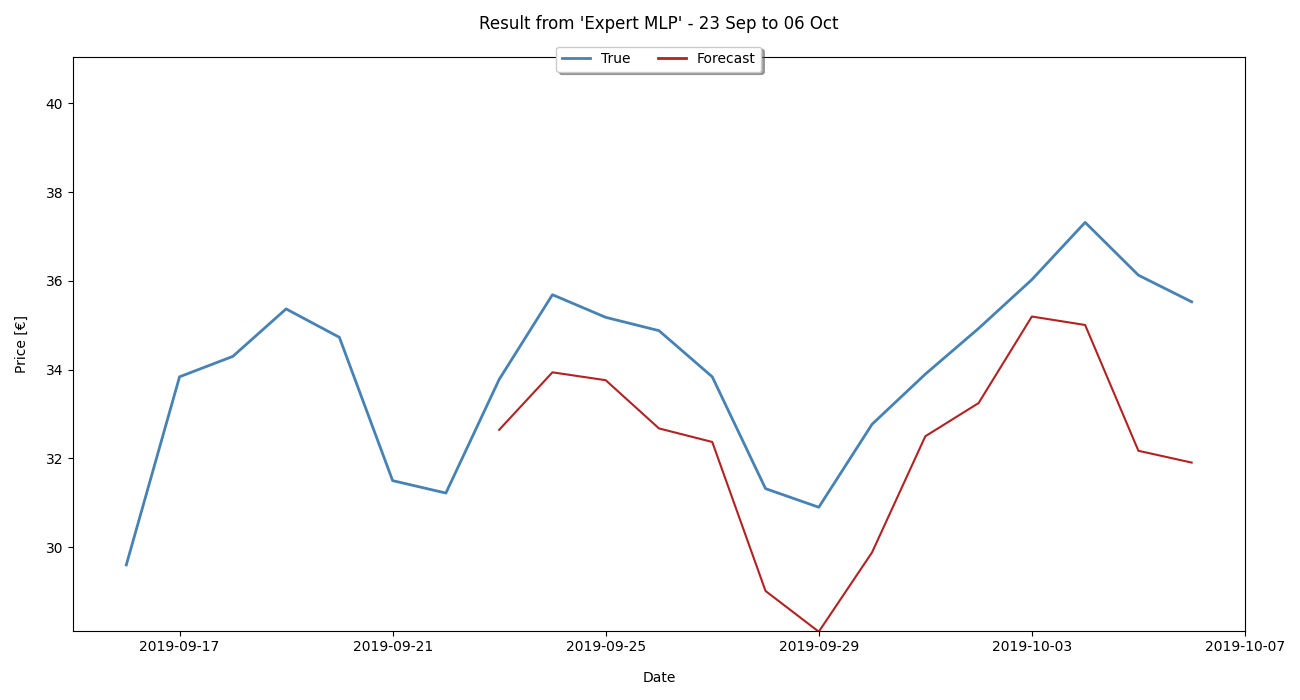 Result from 'Expert MLP' - 23 Sep to 06 Oct
True Forecast
40
38
36
34
32
30
Price [€]
2019-09-17 2019-09-21 2019-09-25 2019-09-29 2019-10-03 2019-10-07
Date